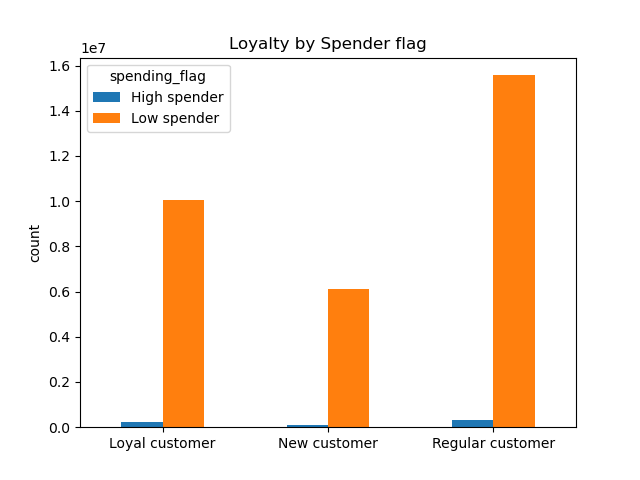 Loyalty by Spender flag
1e7
spending_flag
High spender
Low spender
1.6
1.4
1.2
1.0
0.8
0.6
0.4
0.2
0.0
count
Loyal customer
New customer
Regular customer